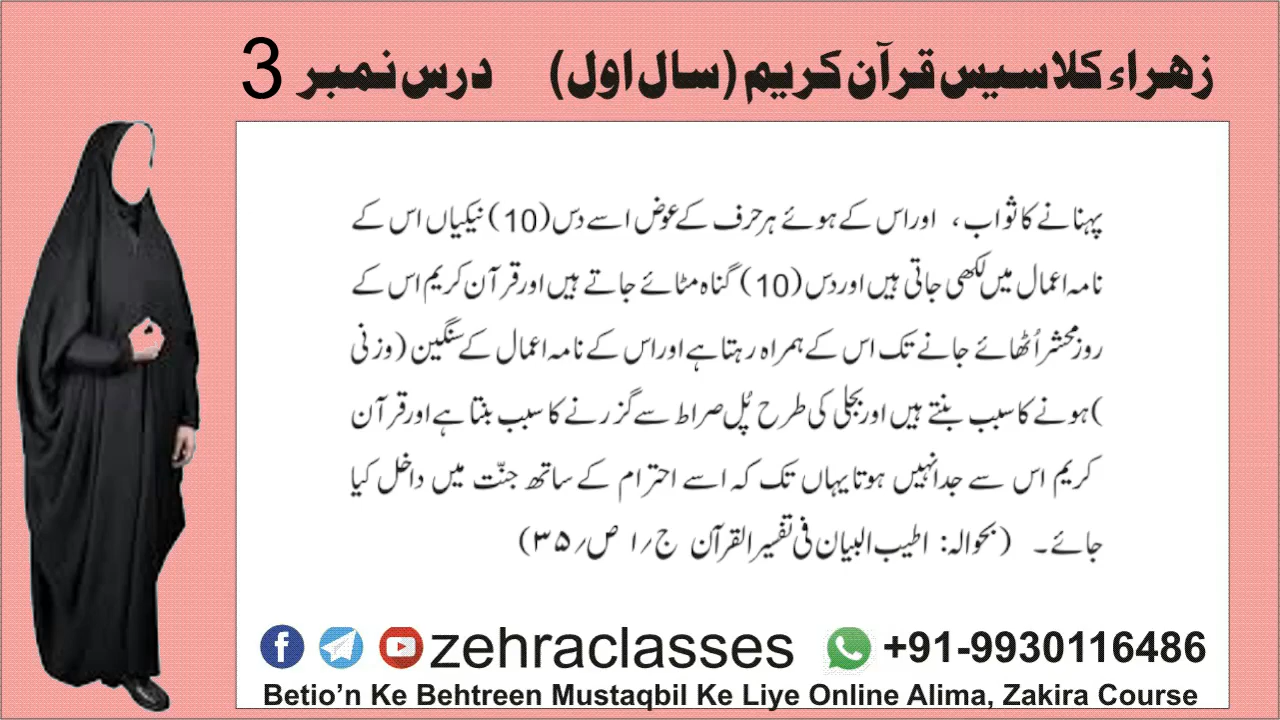 زھراء کلاسیس قرآن کریم (سال اول) درس نمبر 3
پہنانے کا ثواب، اور اس کے ہوئے ہر حرف کے عوض اسے دس (10) نیکیاں اس کے
نامہ اعمال میں لکھی جاتی ہیں اور دس (10) گناہ مٹائے جاتے ہیں اور قرآن کریم اس کے
روز محشر اُٹھائے جانے تک اس کے ہمراہ رہتا ہے اور اس کے نامہ اعمال کے سنگین (وزنی
)ہونے کا سبب بنتے ہیں اور بجلی کی طرح پُل صراط سے گزرنے کا سبب بنتا ہے اور قرآن
کریم اس سے جدا نہیں ہوتا یہاں تک کہ اسے احترام کے ساتھ جنّت میں داخل کیا
جائے۔ (بحوالہ: اطیب البیان فی تفسیر القرآن ج/۱ ص/۳۵)
zehraclasses +91-9930116486
Betio’n Ke Behtreen Mustaqbil Ke Liye Online Alima, Zakira Course